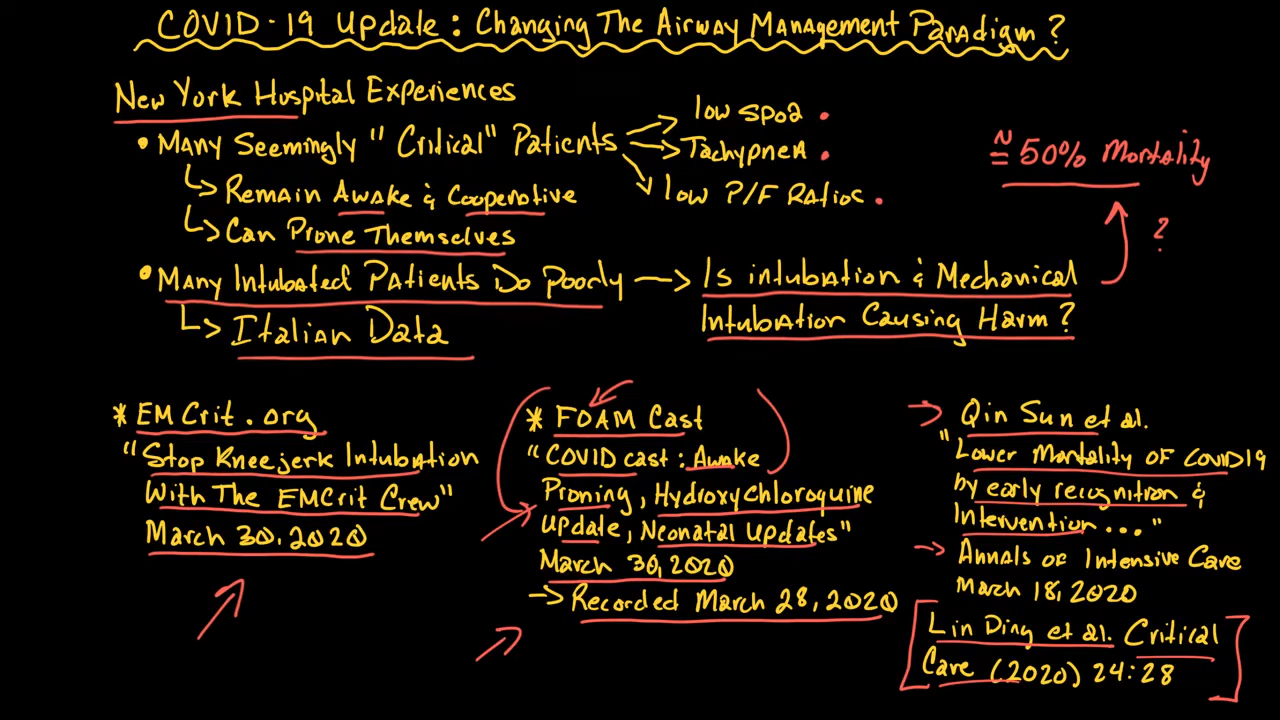 COVID-19 Update: Changing The Airway Management Paradigm?
New York Hospital Experiences
• Many Seemingly "Critical" Patients
low SpO2
Tachypnea
low P/F Ratios
Remain Awake & Cooperative
Can Prone Themselves
≅ 50% Mortality
?
• Many Intubated Patients Do Poorly → Is intubation & Mechanical
Intubation Causing Harm?
Italian Data
* EMCrit.org
"Stop Kneejerk Intubation
With The EMCrit Crew"
March 30, 2020
* FOAM Cast
"COVID cast: Awake
Proning, Hydroxychloroquine
Update, Neonatal Updates"
March 30, 2020
→ Recorded March 28, 2020
Qin Sun et al.
"Lower Mortality of COVID19
by early recognition &
Intervention..."
Annals of Intensive Care
March 18, 2020
[Lin Ding et al. Critical
Care (2020) 24:28]